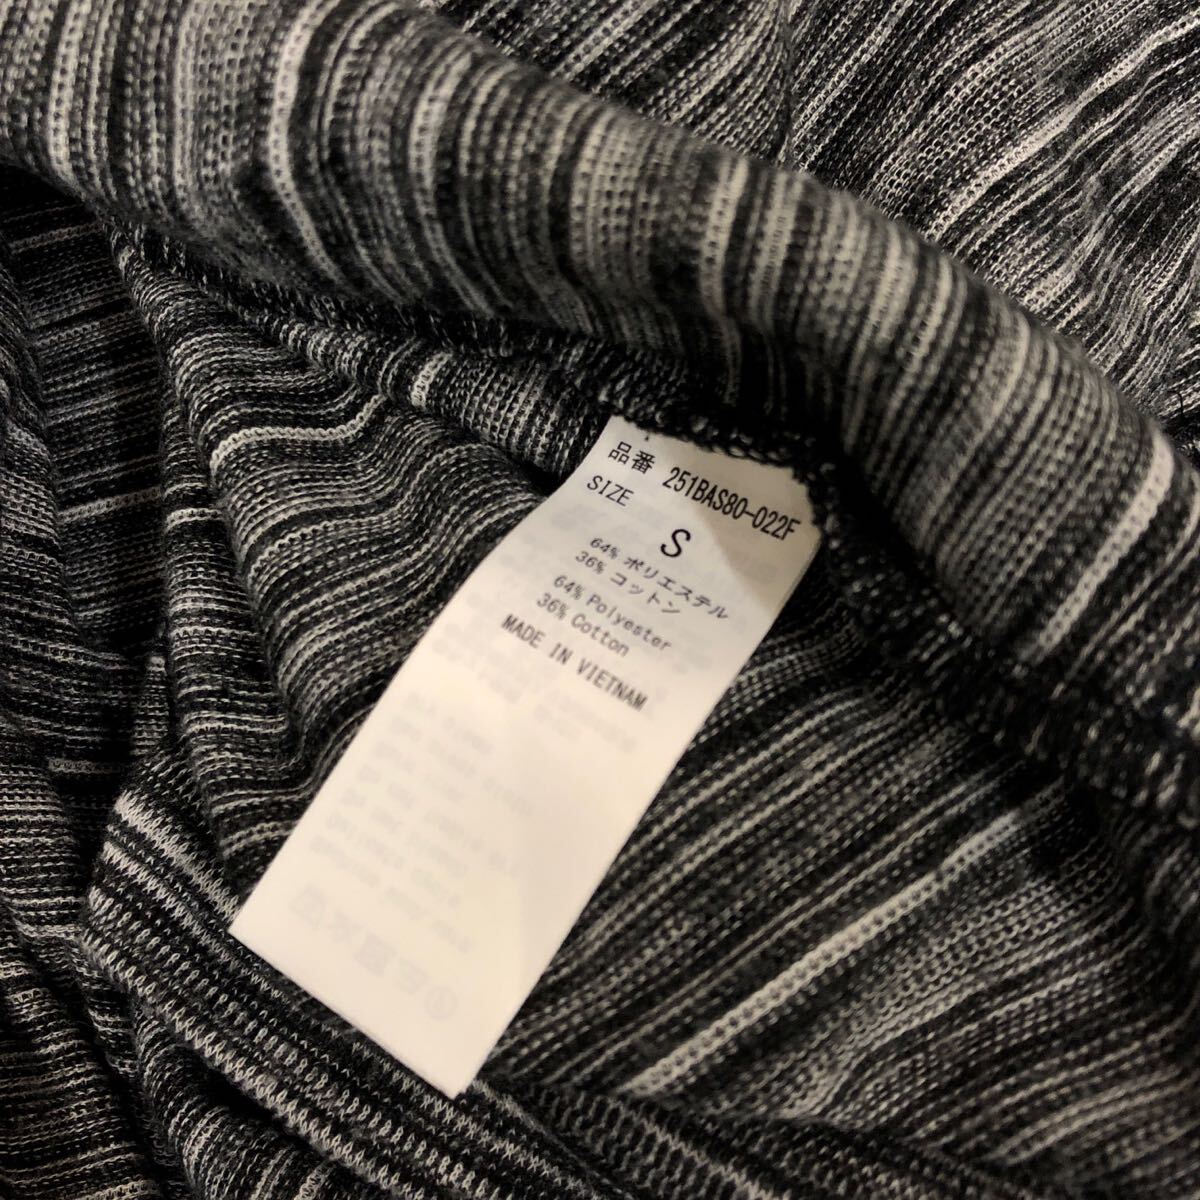 品番 251BAS80-022F
SIZE S
64% ポリエステル
36% コットン
64% Polyester
36% Cotton
MADE IN VIETNAM